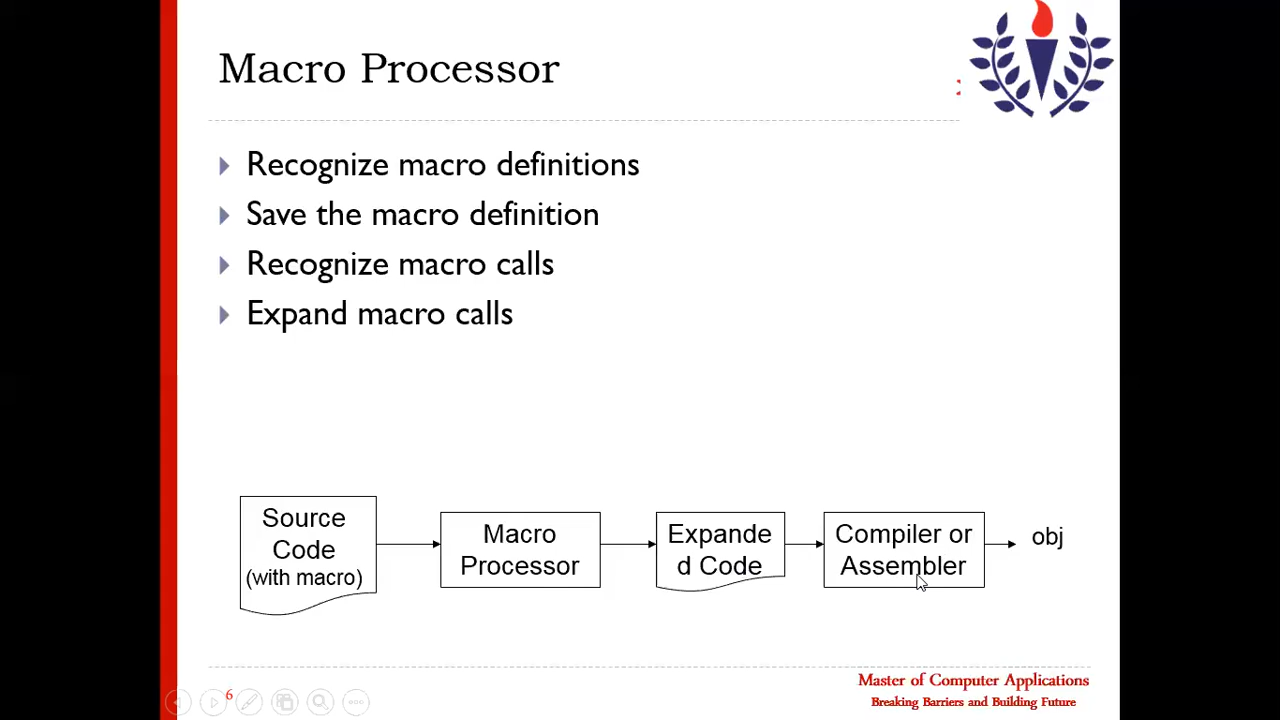 Macro Processor
Recognize macro definitions
Save the macro definition
Recognize macro calls
Expand macro calls
Source
Code
(with macro)
Macro
Processor
Expande
d Code
Compiler or
Assembler
obj
6
Master of Computer Applications
Breaking Barriers and Building Future